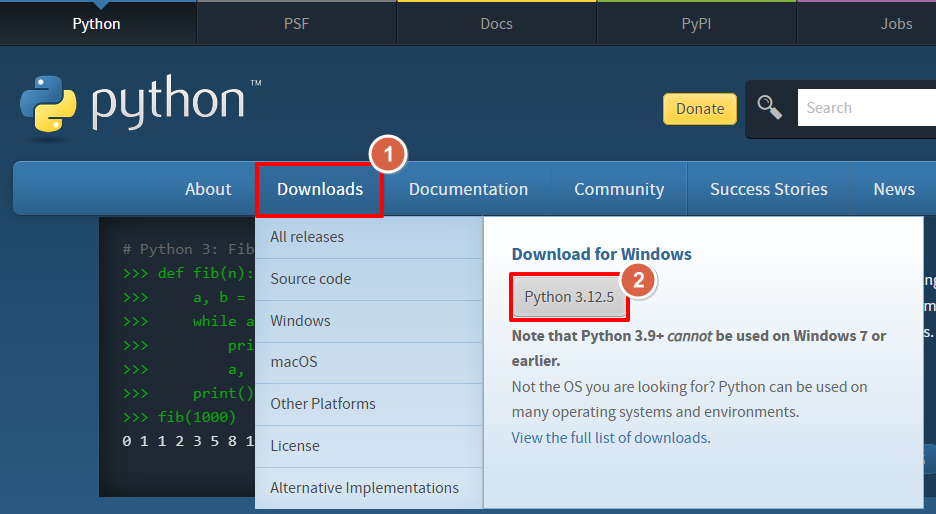 Python PSF Docs PyPI Jobs
python™
Donate Search
1
About Downloads Documentation Community Success Stories News
All releases
Source code
Windows
macOS
Other Platforms
License
Alternative Implementations
Download for Windows
2
Python 3.12.5
Note that Python 3.9+ cannot be used on Windows 7 or
earlier.
Not the OS you are looking for? Python can be used on
many operating systems and environments.
View the full list of downloads.
# Python 3: Fib
>>> def fib(n):
>>>     a, b =
>>>     while a
>>>         pri
>>>         a,
>>>     print()
>>> fib(1000)
0 1 1 2 3 5 8 1